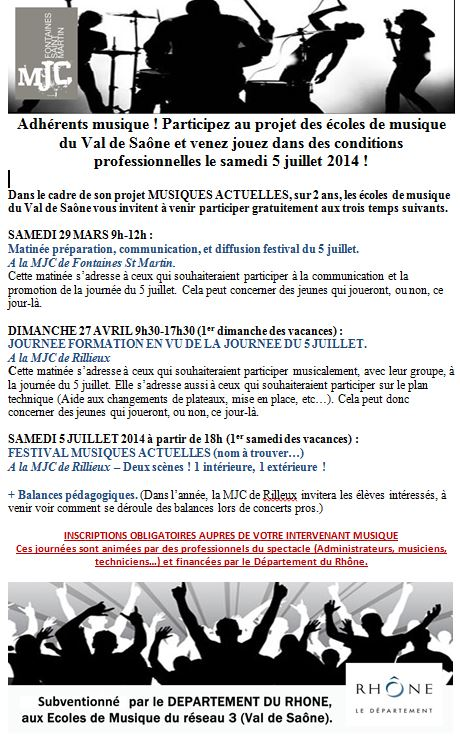 FONTAINES
SAINT
MARTIN
MJC
Adhérents musique ! Participez au projet des écoles de musique
du Val de Saône et venez jouez dans des conditions
professionnelles le samedi 5 juillet 2014 !
Dans le cadre de son projet MUSIQUES ACTUELLES, sur 2 ans, les écoles de musique
du Val de Saône vous invitent à venir participer gratuitement aux trois temps suivants.
SAMEDI 29 MARS 9h-12h :
Matinée préparation, communication, et diffusion festival du 5 juillet.
A la MJC de Fontaines St Martin.
Cette matinée s'adresse à ceux qui souhaiteraient participer à la communication et la
promotion de la journée du 5 juillet. Cela peut concerner des jeunes qui joueront, ou non, ce
jour-là.
DIMANCHE 27 AVRIL 9h30-17h30 (1er dimanche des vacances) :
JOURNEE FORMATION EN VU DE LA JOURNEE DU 5 JUILLET.
A la MJC de Rillieux
Cette matinée s'adresse à ceux qui souhaiteraient participer musicalement, avec leur groupe, à
la journée du 5 juillet. Elle s'adresse aussi à ceux qui souhaiteraient participer sur le plan
technique (Aide aux changements de plateaux, mise en place, etc…). Cela peut donc
concerner des jeunes qui joueront, ou non, ce jour-là.
SAMEDI 5 JUILLET 2014 à partir de 18h (1er samedi des vacances) :
FESTIVAL MUSIQUES ACTUELLES (nom à trouver…)
A la MJC de Rillieux – Deux scènes ! 1 intérieure, 1 extérieure !
+ Balances pédagogiques. (Dans l'année, la MJC de Rilleux invitera les élèves intéressés, à
venir voir comment se déroule des balances lors de concerts pros.)
INSCRIPTIONS OBLIGATOIRES AUPRES DE VOTRE INTERVENANT MUSIQUE
Ces journées sont animées par des professionnels du spectacle (Administrateurs, musiciens,
techniciens…) et financées par le Département du Rhône.
Subventionné par le DEPARTEMENT DU RHONE,
aux Ecoles de Musique du réseau 3 (Val de Saône).
RHÔNE
LE DÉPARTEMENT